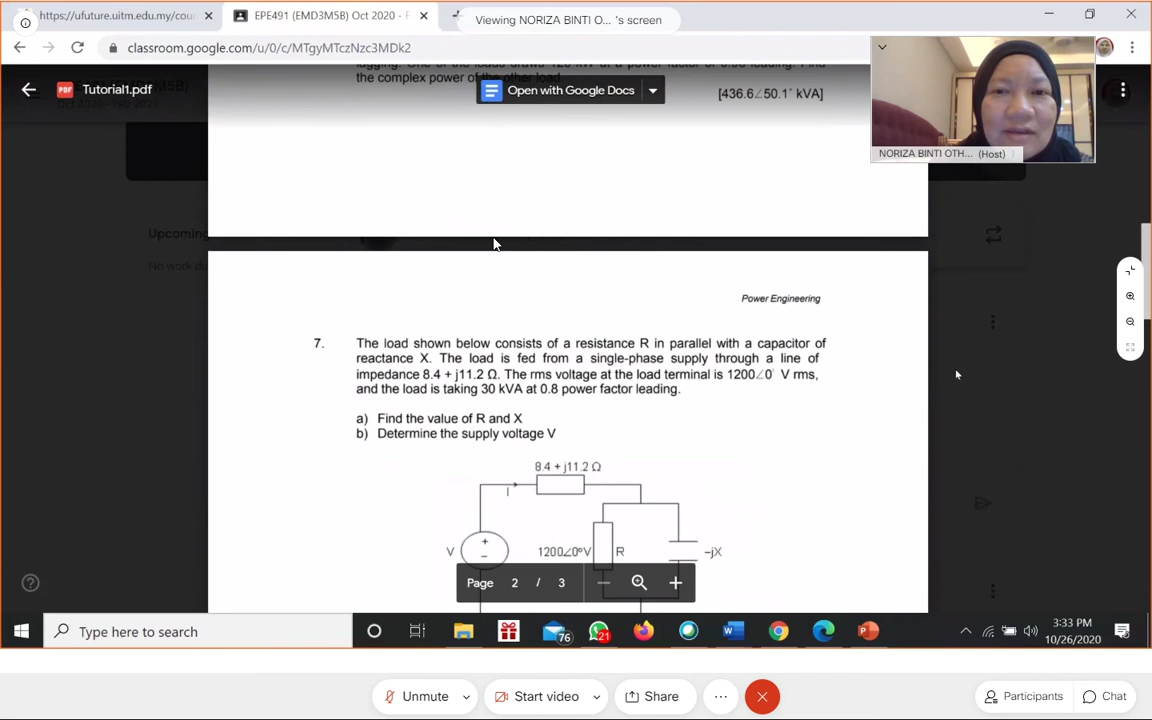 https://ufuture.uitm.edu.my/cou
EPE491 (EMD3M5B) Oct 2020 - F
Viewing NORIZA BINTI O... 's screen
classroom.google.com/u/0/c/MTgyMTczNzc3MDk2
the complex power of the other load.
Tutorial1.pdf
Open with Google Docs
[436.6∠50.1° kVA]
NORIZA BINTI OTH... (Host)
Upcoming
No work du
Power Engineering
7. The load shown below consists of a resistance R in parallel with a capacitor of
reactance X. The load is fed from a single-phase supply through a line of
impedance 8.4 + j11.2 Ω. The rms voltage at the load terminal is 1200∠0° V rms,
and the load is taking 30 kVA at 0.8 power factor leading.
a) Find the value of R and X
b) Determine the supply voltage V
8.4 + j11.2 Ω
I
V
1200∠0°V
R
-jX
Page 2 / 3
Type here to search
76
21
3:33 PM
10/26/2020
Unmute
Start video
Share
Participants
Chat